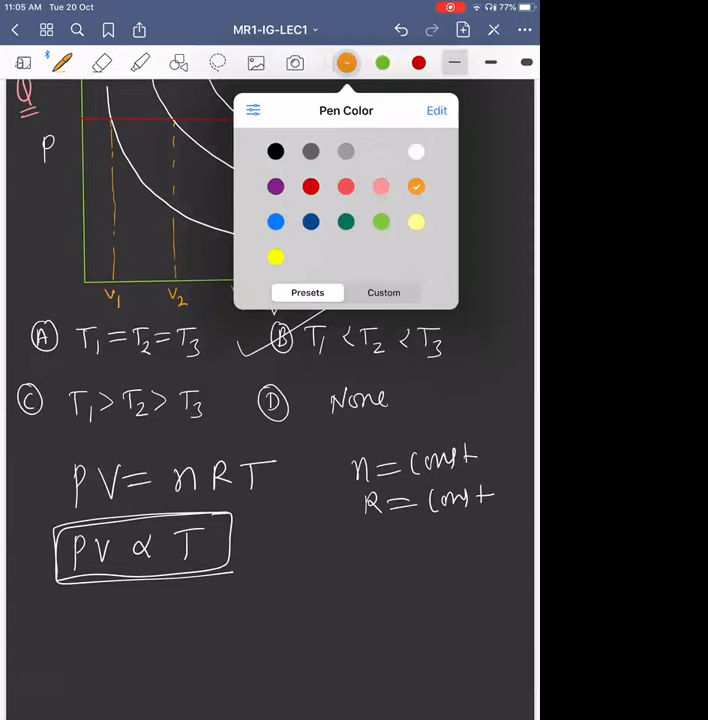 11:05 AM Tue 20 Oct 77%
MR1-IG-LEC1
Q
Pen Color Edit
P
Presets Custom
V1 V2
A T1 = T2 = T3 B T1 < T2 < T3
C T1 > T2 > T3 D None
PV = nRT n = Const
R = Const
PV ∝ T